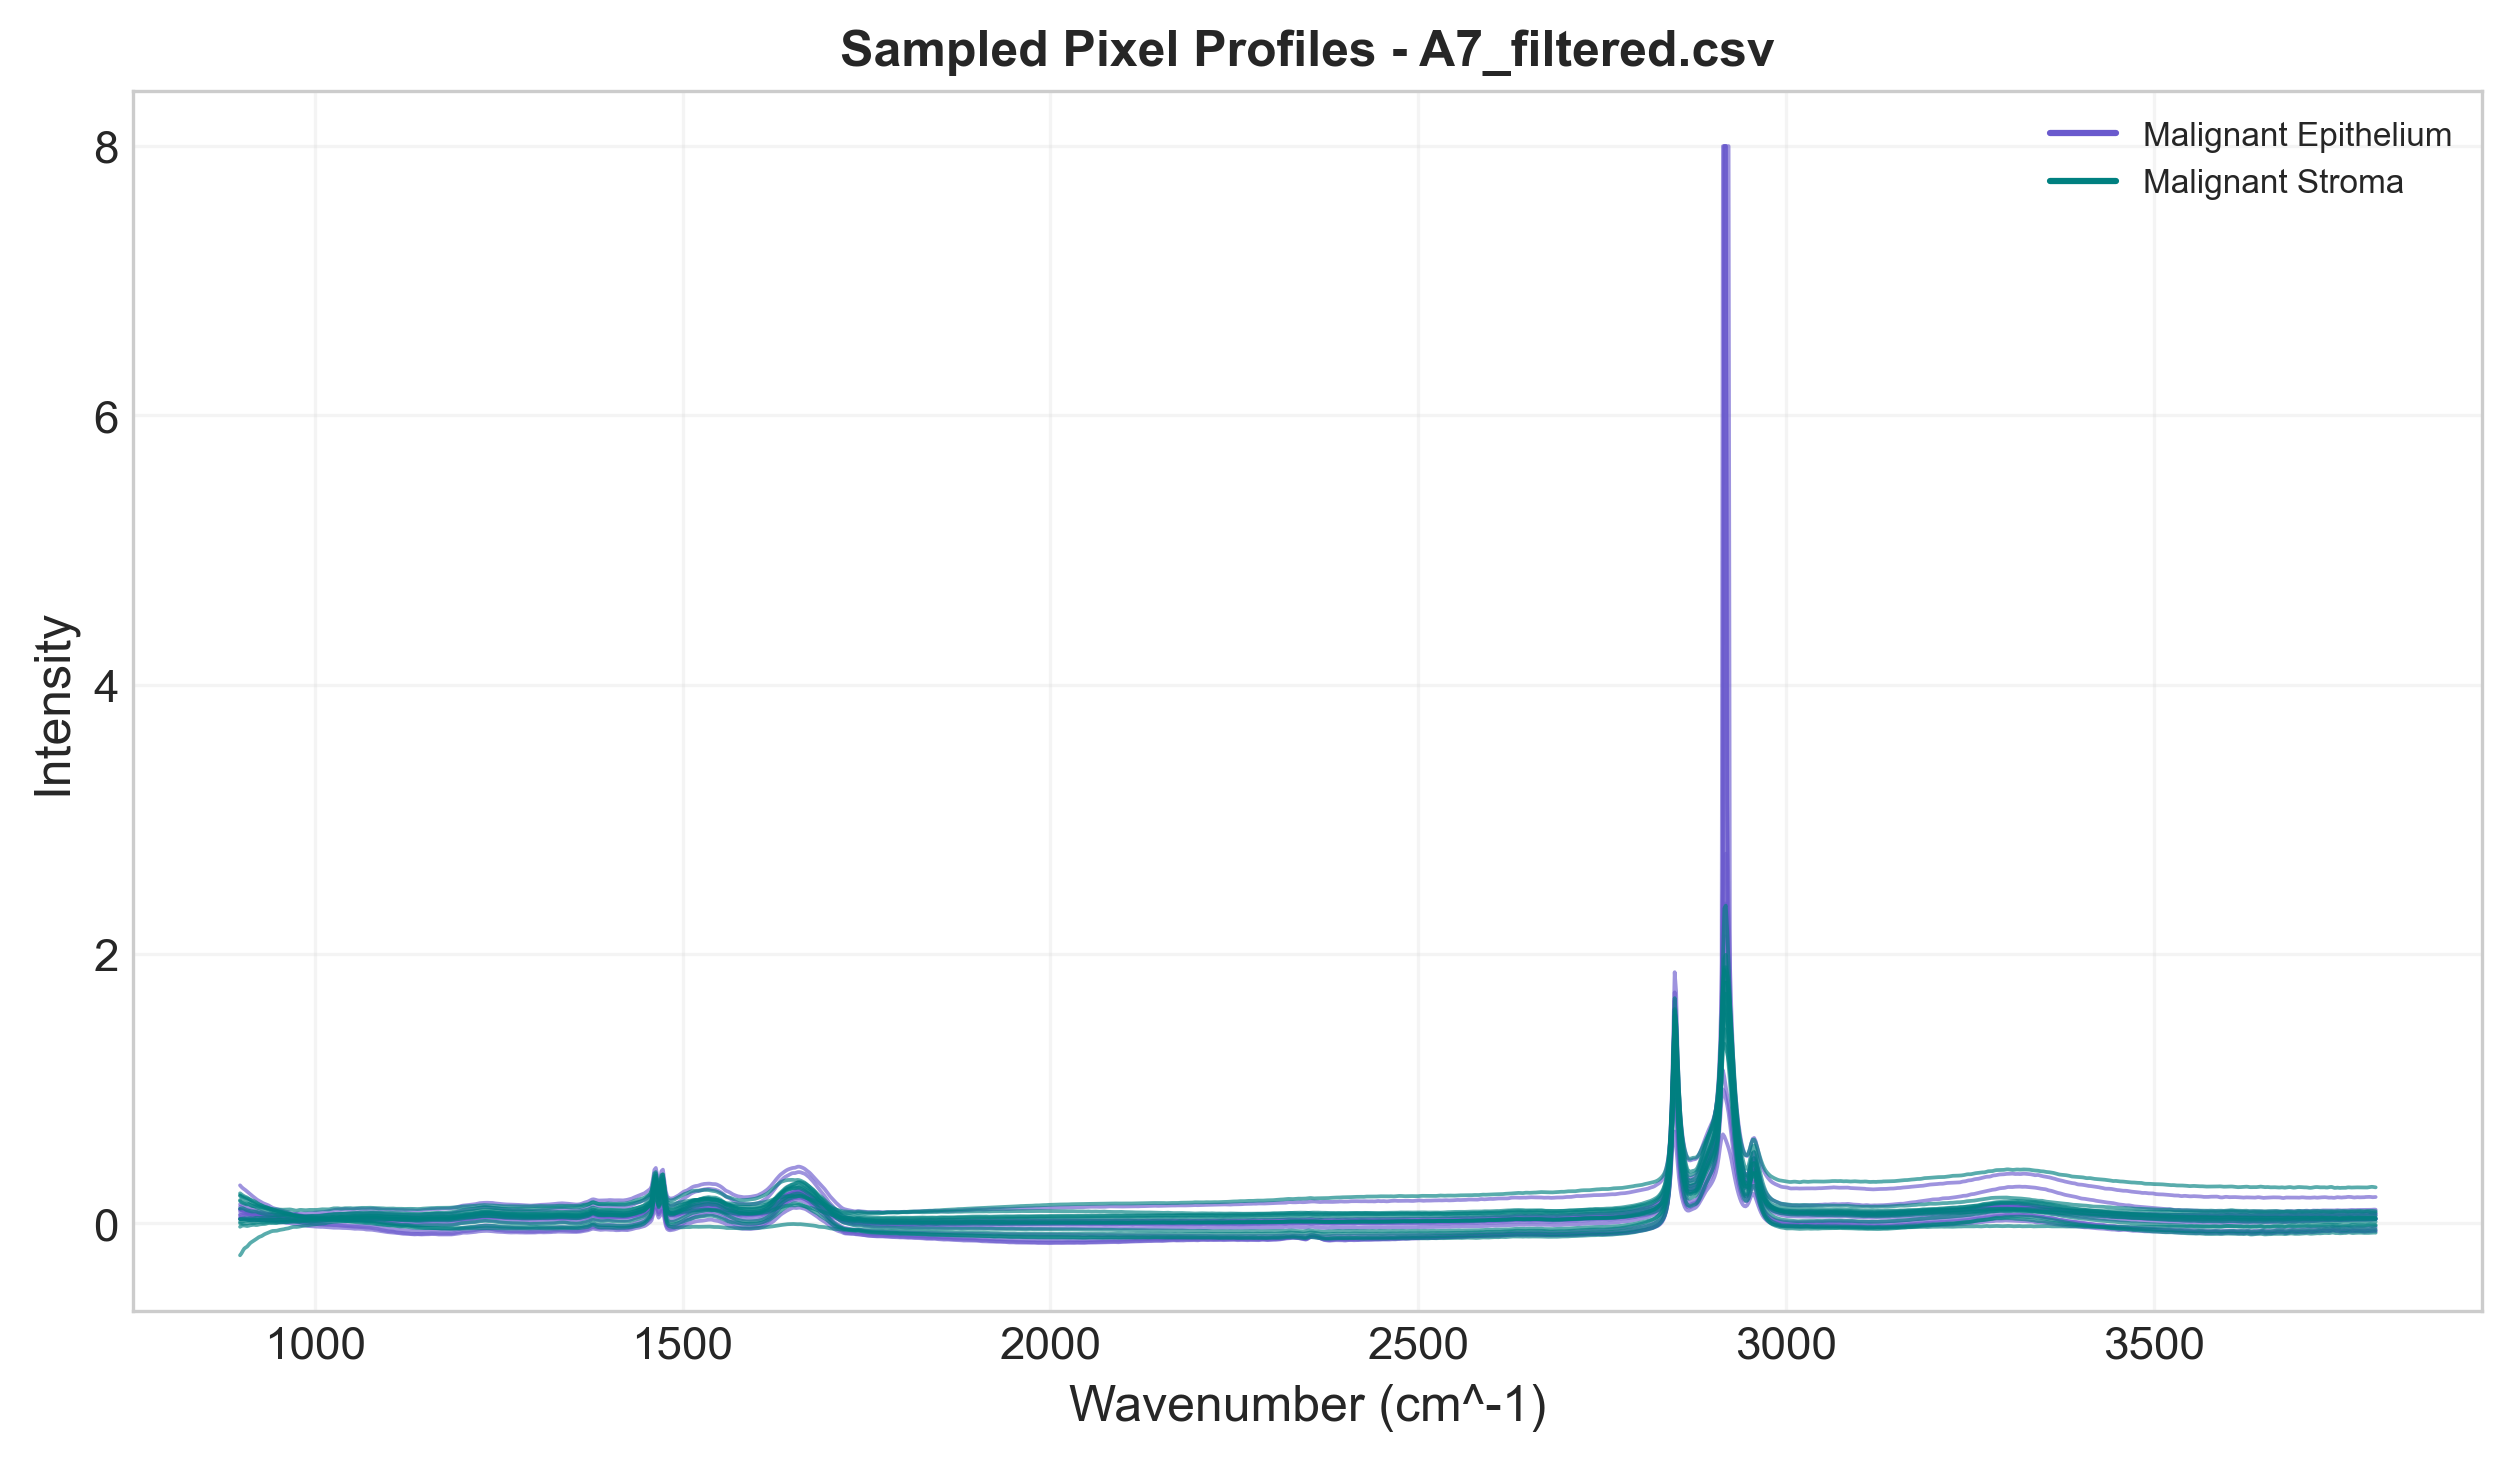 Sampled Pixel Profiles - A7_filtered.csv
Malignant Epithelium
Malignant Stroma
8
6
4
2
0
Intensity
1000 1500 2000 2500 3000 3500
Wavenumber (cm^-1)